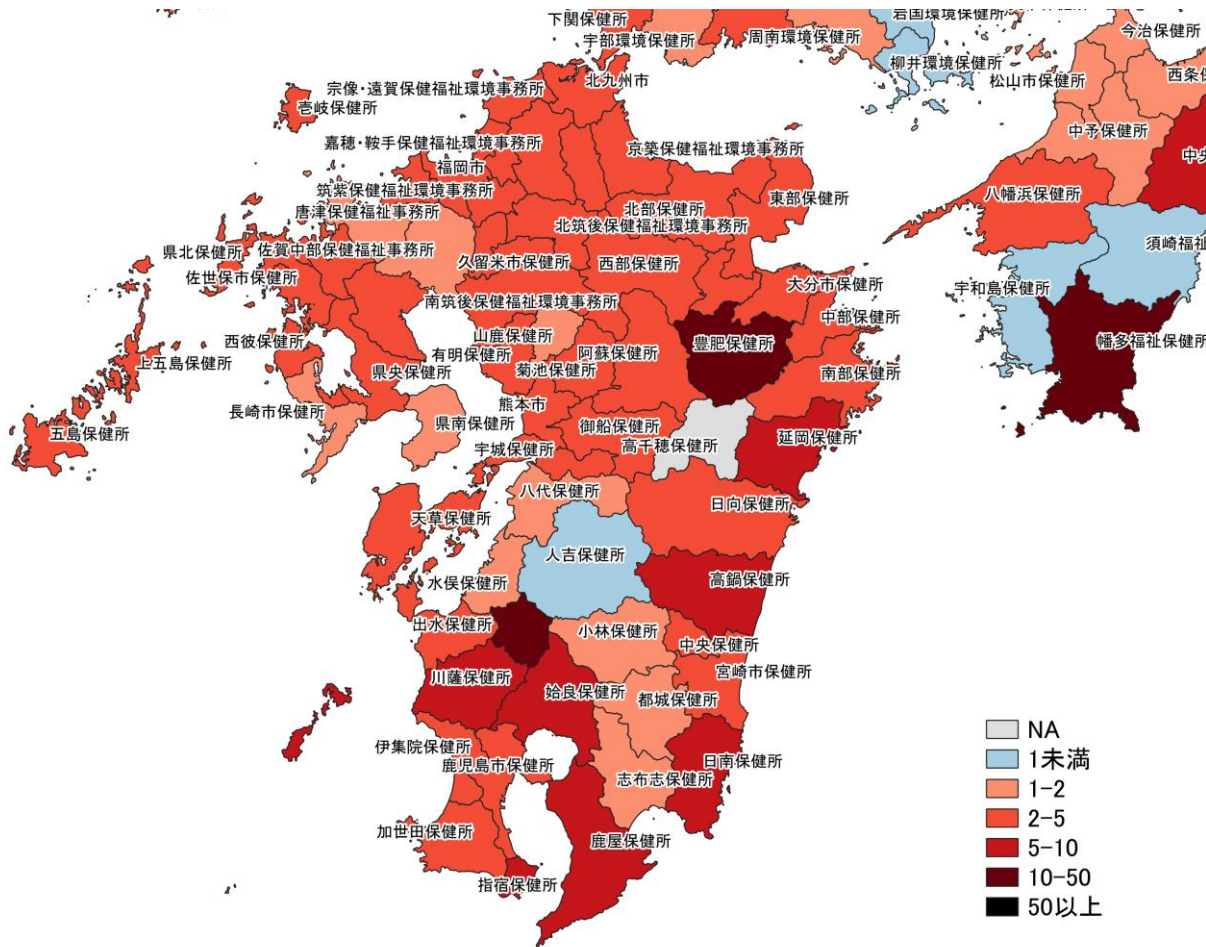 下関保健所
宇部環境保健所
周南環境保健所
岩国環境保健所
柳井環境保健所
今治保健所
松山市保健所
西条保
中予保健所
中央
八幡浜保健所
須崎福祉
宇和島保健所
幡多福祉保健所
北九州市
宗像・遠賀保健福祉環境事務所
壱岐保健所
嘉穂・鞍手保健福祉環境事務所
京築保健福祉環境事務所
福岡市
筑紫保健福祉環境事務所
唐津保健福祉事務所
北部保健所
東部保健所
北筑後保健福祉環境事務所
県北保健所
佐賀中部保健福祉事務所
久留米市保健所
西部保健所
佐世保市保健所
大分市保健所
南筑後保健福祉環境事務所
中部保健所
山鹿保健所
豊肥保健所
西彼保健所
有明保健所
阿蘇保健所
上五島保健所
県央保健所
菊池保健所
南部保健所
長崎市保健所
熊本市
県南保健所
御船保健所
五島保健所
宇城保健所
高千穂保健所
延岡保健所
八代保健所
日向保健所
天草保健所
人吉保健所
水俣保健所
高鍋保健所
出水保健所
小林保健所
中央保健所
宮崎市保健所
川薩保健所
姶良保健所
都城保健所
伊集院保健所
鹿児島市保健所
日南保健所
志布志保健所
加世田保健所
鹿屋保健所
指宿保健所
NA
1未満
1-2
2-5
5-10
10-50
50以上